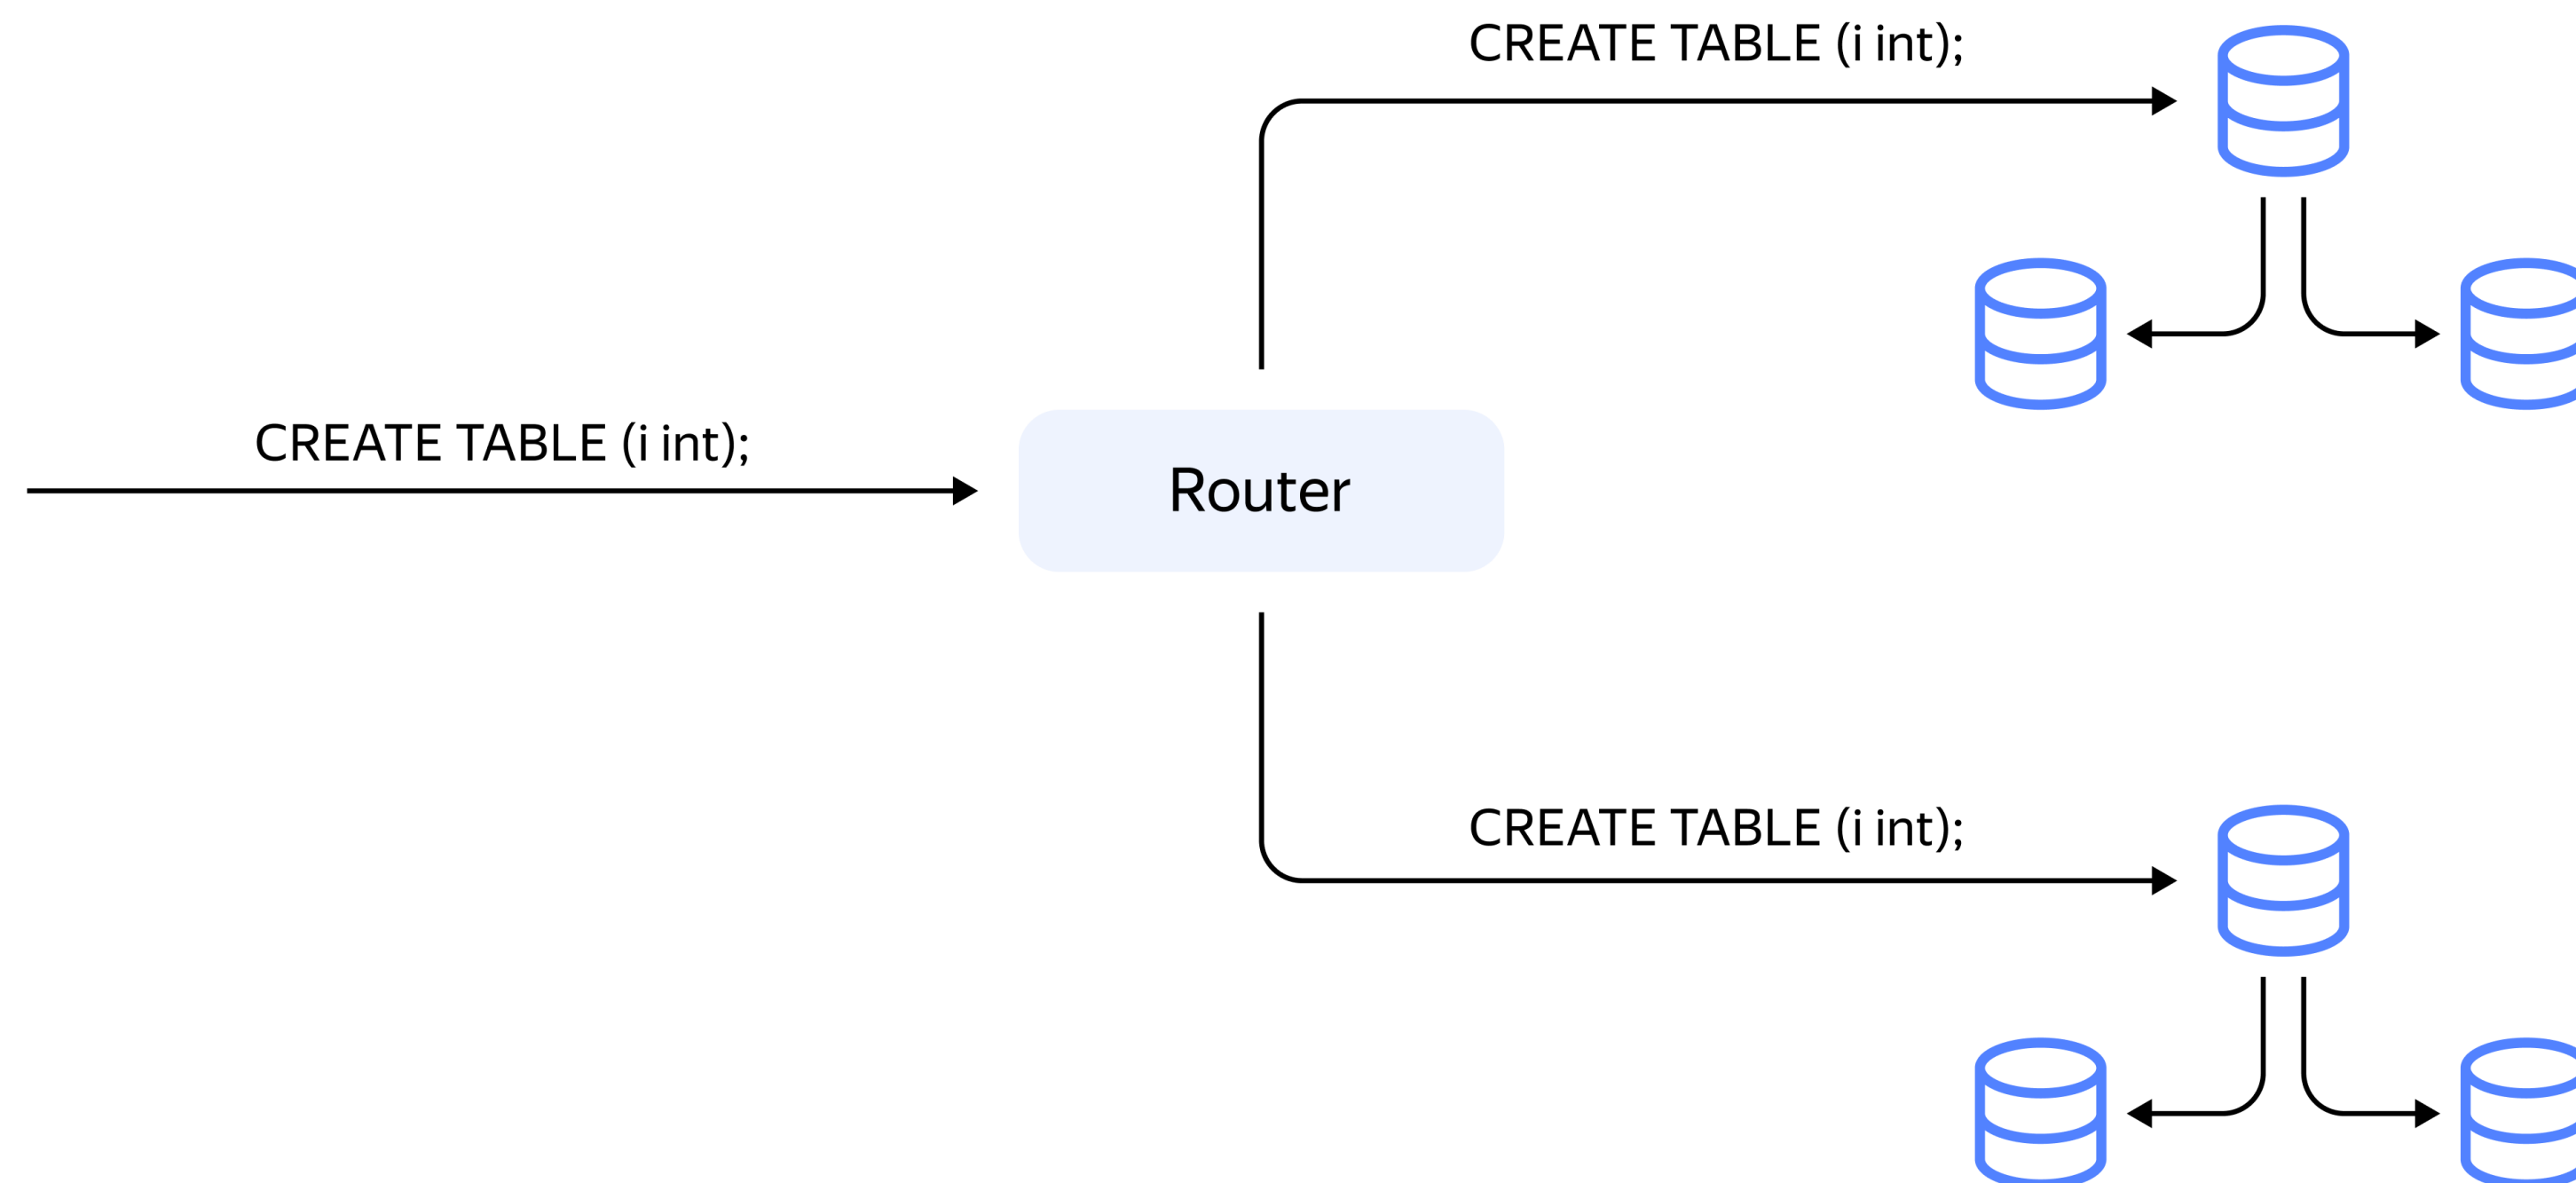 CREATE TABLE (i int);
CREATE TABLE (i int);
Router
CREATE TABLE (i int);